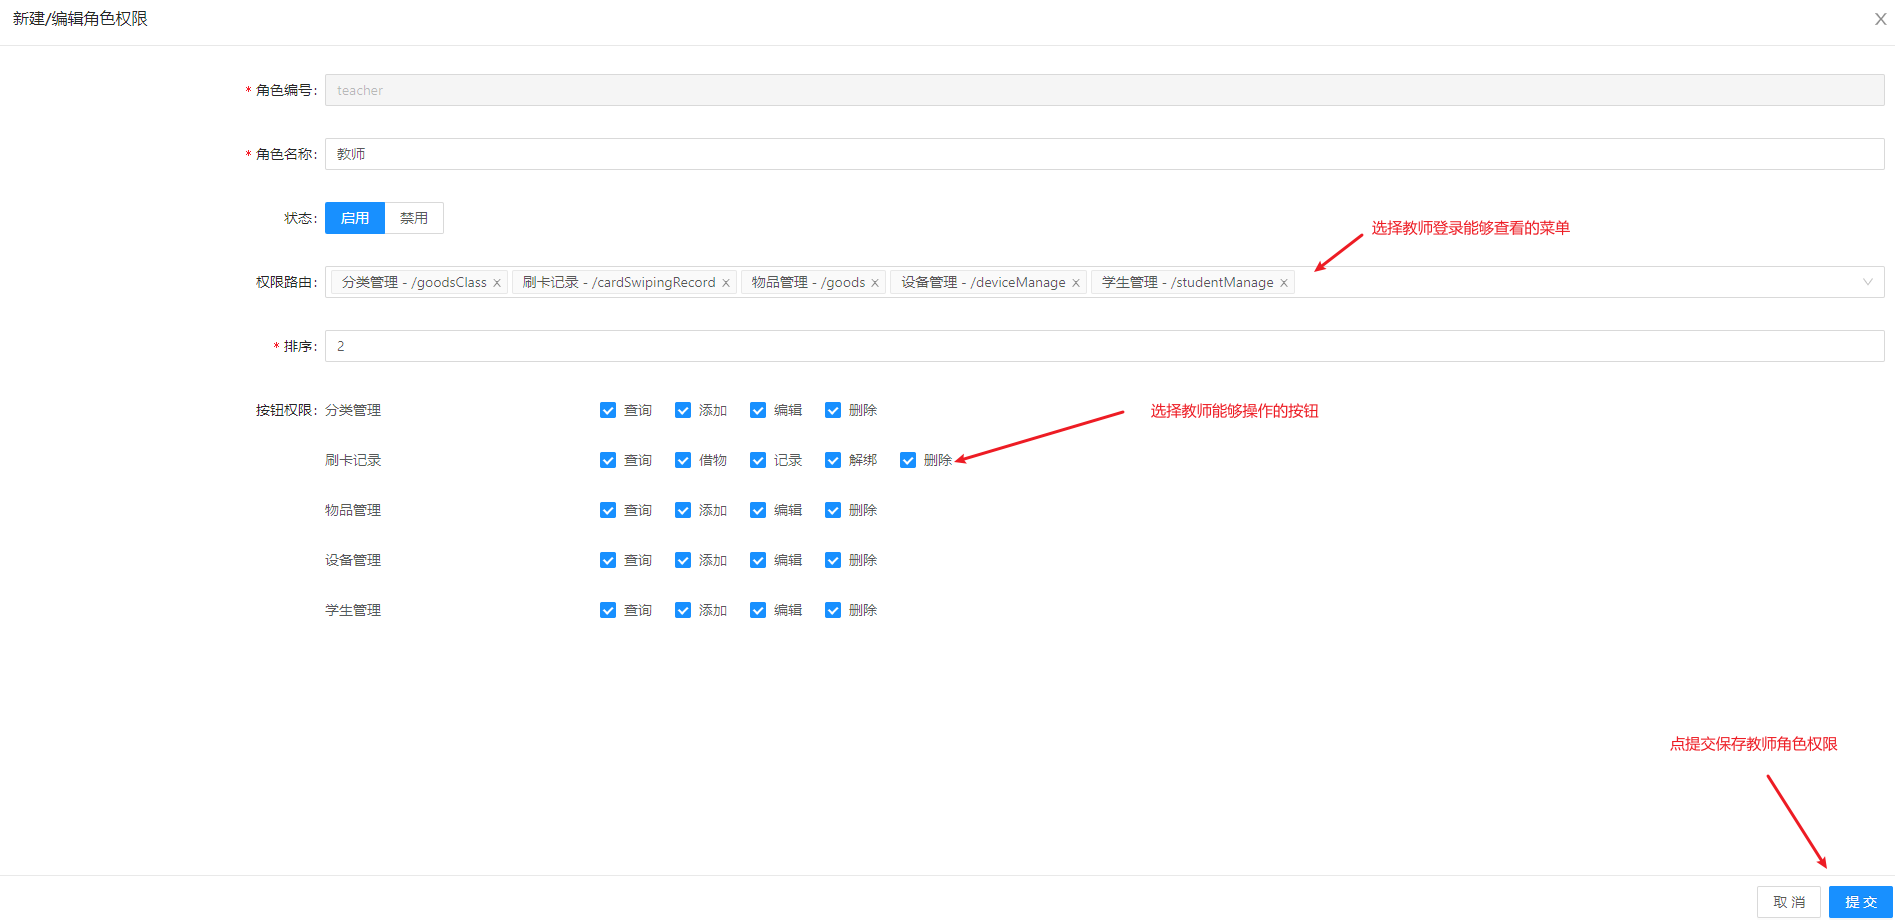 新建/编辑角色权限 X
* 角色编号: teacher
* 角色名称: 教师
状态: 启用 禁用
选择教师登录能够查看的菜单
权限路由: 分类管理 - /goodsClass × 刷卡记录 - /cardSwipingRecord × 物品管理 - /goods × 设备管理 - /deviceManage × 学生管理 - /studentManage ×
* 排序: 2
按钮权限: 分类管理 查询 添加 编辑 删除 选择教师能够操作的按钮
刷卡记录 查询 借物 记录 解绑 删除
物品管理 查询 添加 编辑 删除
设备管理 查询 添加 编辑 删除
学生管理 查询 添加 编辑 删除
点提交保存教师角色权限
取 消 提 交